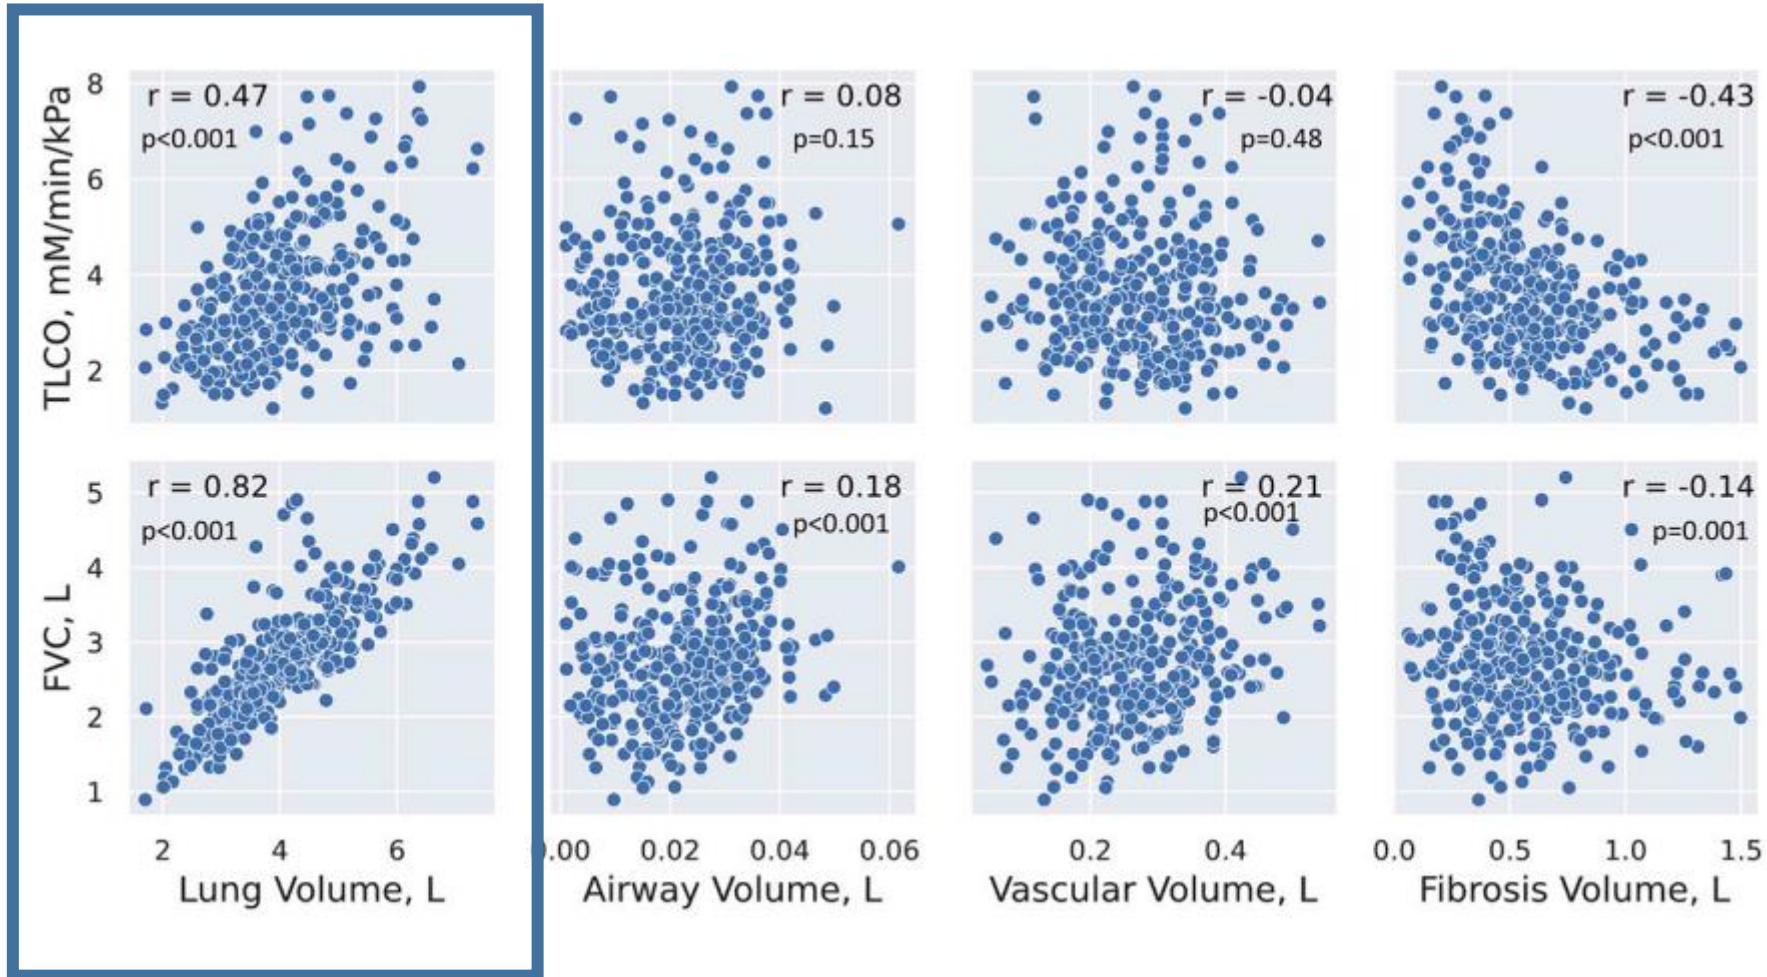 TLCO, mM/min/kPa
8
6
4
2
r = 0.47
p<0.001
r = 0.08
p=0.15
r = -0.04
p=0.48
r = -0.43
p<0.001
FVC, L
5
4
3
2
1
r = 0.82
p<0.001
r = 0.18
p<0.001
r = 0.21
p<0.001
r = -0.14
p=0.001
2 4 6
0.00 0.02 0.04 0.06
0.2 0.4
0.0 0.5 1.0 1.5
Lung Volume, L
Airway Volume, L
Vascular Volume, L
Fibrosis Volume, L